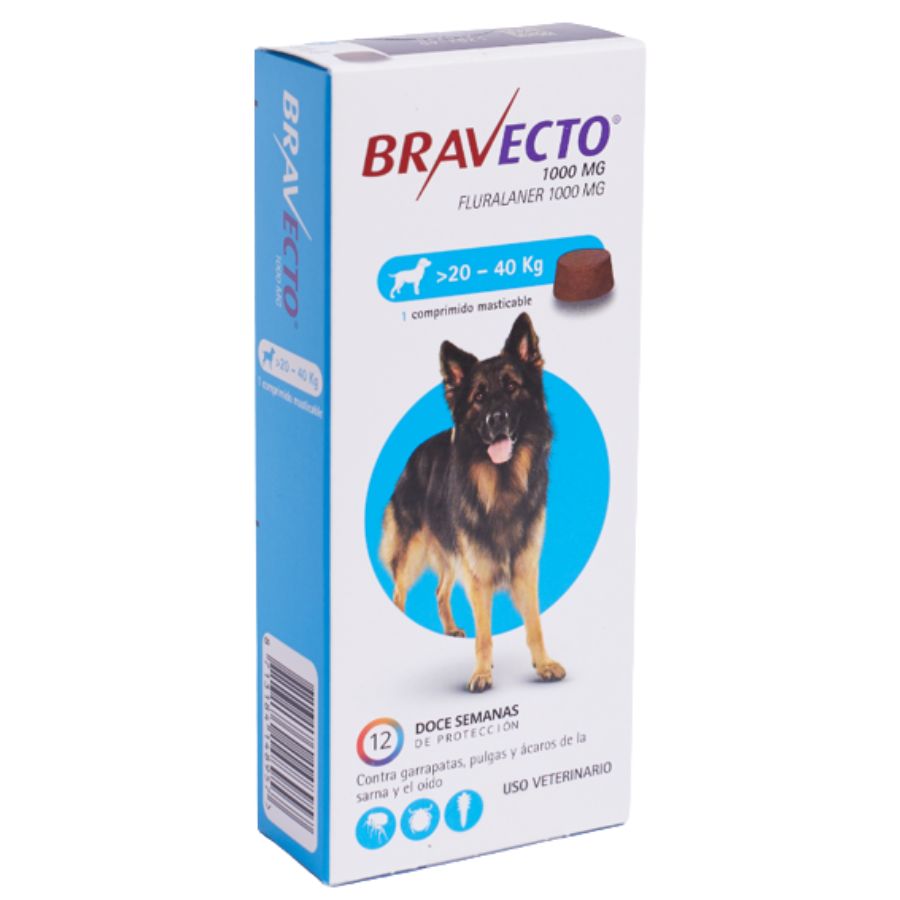 BRAVECTO®
1000 MG
FLURALANER 1000 MG
>20 – 40 Kg
1 comprimido masticable
12
DOCE SEMANAS
DE PROTECCIÓN
Contra garrapatas, pulgas y ácaros de la
sarna y el oído
USO VETERINARIO
BRAVECTO®
1000 MG
>20 – 40 Kg
1 comprimido masticable